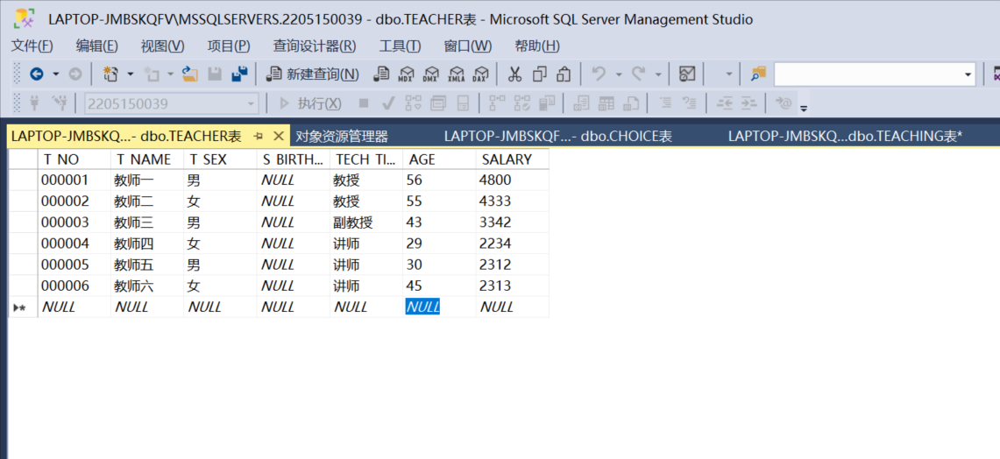 LAPTOP-JMBSKQFV\MSSQLSERVERS.2205150039 - dbo.TEACHER表 - Microsoft SQL Server Management Studio
文件(F) 编辑(E) 视图(V) 项目(P) 查询设计器(R) 工具(T) 窗口(W) 帮助(H)
新建查询(N) MDX DMX XMLA DAX
2205150039 执行(X)
LAPTOP-JMBSKQ...- dbo.TEACHER表 对象资源管理器 LAPTOP-JMBSKQF...- dbo.CHOICE表 LAPTOP-JMBSKQ...dbo.TEACHING表*
T_NO T_NAME T_SEX S_BIRTH... TECH_TI... AGE SALARY
000001 教师一 男 NULL 教授 56 4800
000002 教师二 女 NULL 教授 55 4333
000003 教师三 男 NULL 副教授 43 3342
000004 教师四 女 NULL 讲师 29 2234
000005 教师五 男 NULL 讲师 30 2312
000006 教师六 女 NULL 讲师 45 2313
NULL NULL NULL NULL NULL NULL NULL